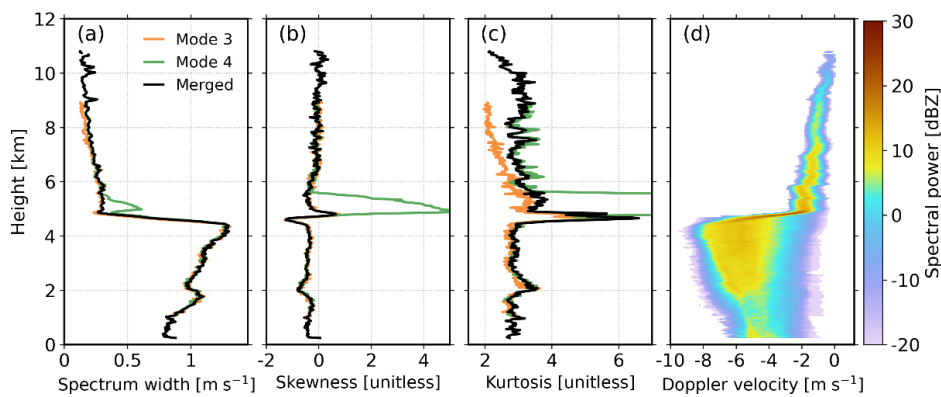 (a)
(b)
(c)
(d)
Mode 3
Mode 4
Merged
Height [km]
12
10
8
6
4
2
0
0
0.5
1
Spectrum width [m s⁻¹]
-2
0
2
4
Skewness [unitless]
2
4
6
Kurtosis [unitless]
-10
-8
-6
-4
-2
0
Doppler velocity [m s⁻¹]
30
20
10
0
-10
-20
Spectral power [dBZ]